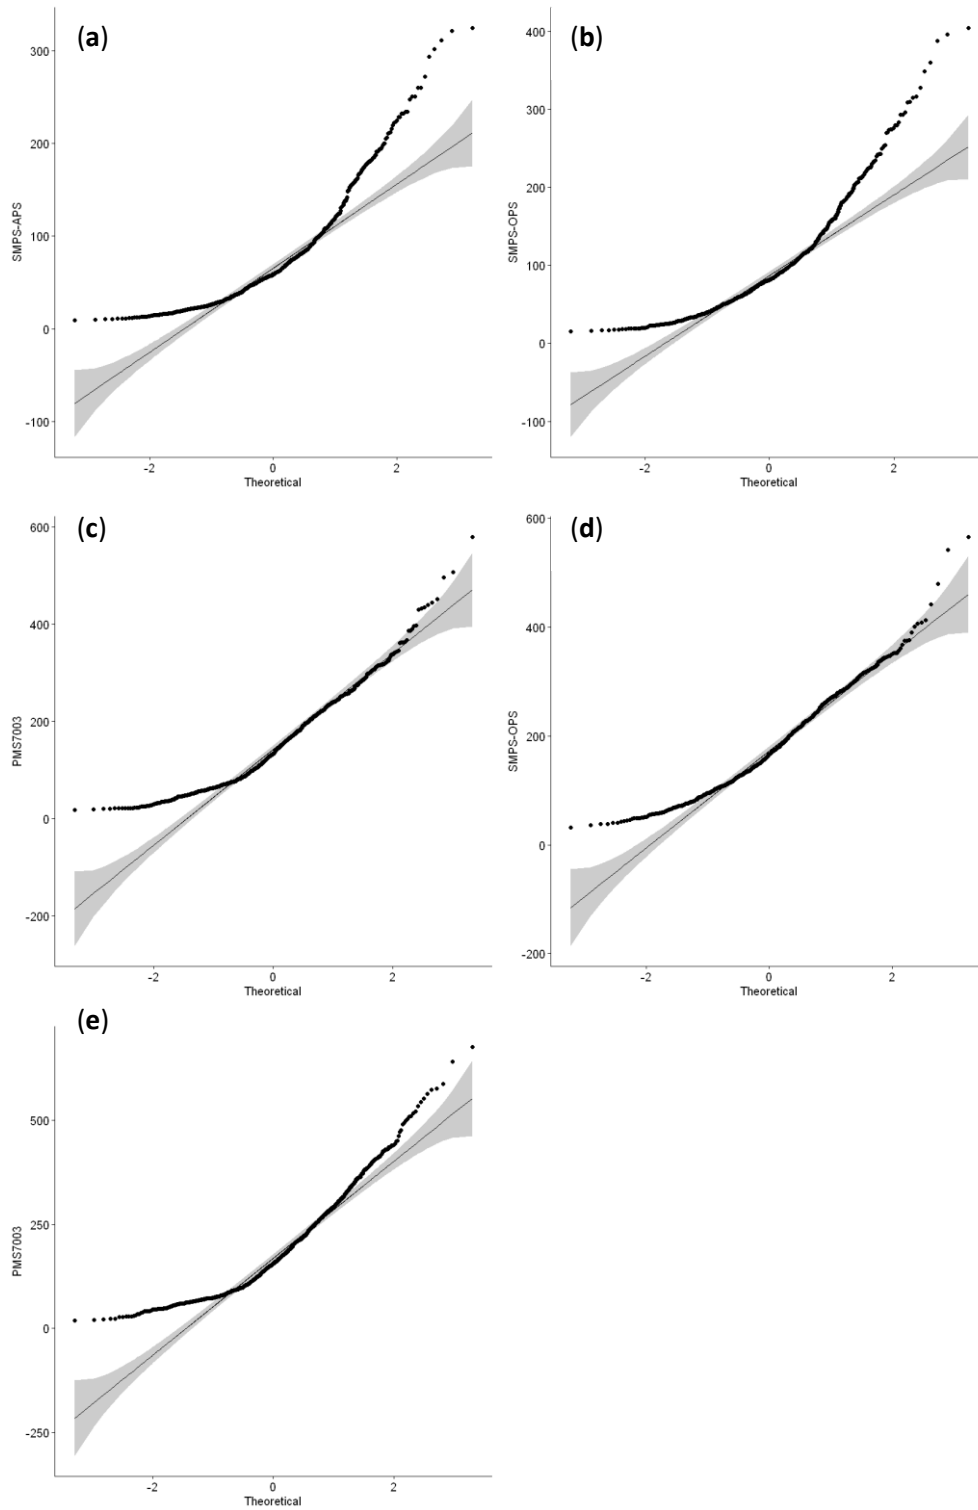 (a)
300
200
100
0
-100
SMPS-APS
-2 0 2
Theoretical
(b)
400
300
200
100
0
-100
SMPS-OPS
-2 0 2
Theoretical
(c)
600
400
200
0
-200
PMS7003
-2 0 2
Theoretical
(d)
600
400
200
0
-200
SMPS-OPS
-2 0 2
Theoretical
(e)
500
250
0
-250
PMS7003
-2 0 2
Theoretical